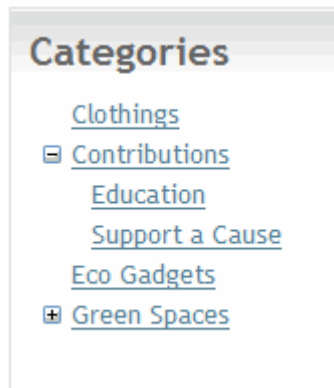 Categories
Clothings
Contributions
Education
Support a Cause
Eco Gadgets
Green Spaces